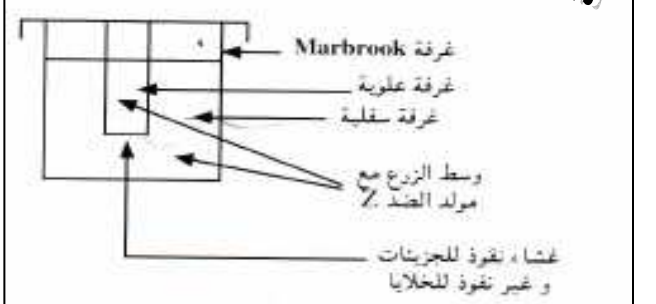 غرفة Marbrook
غرفة علوية
غرفة سفلية
وسط الزرع مع
مولد الضد Z
غشاء نفوذ للجزيئات
و غير نفوذ للخلايا